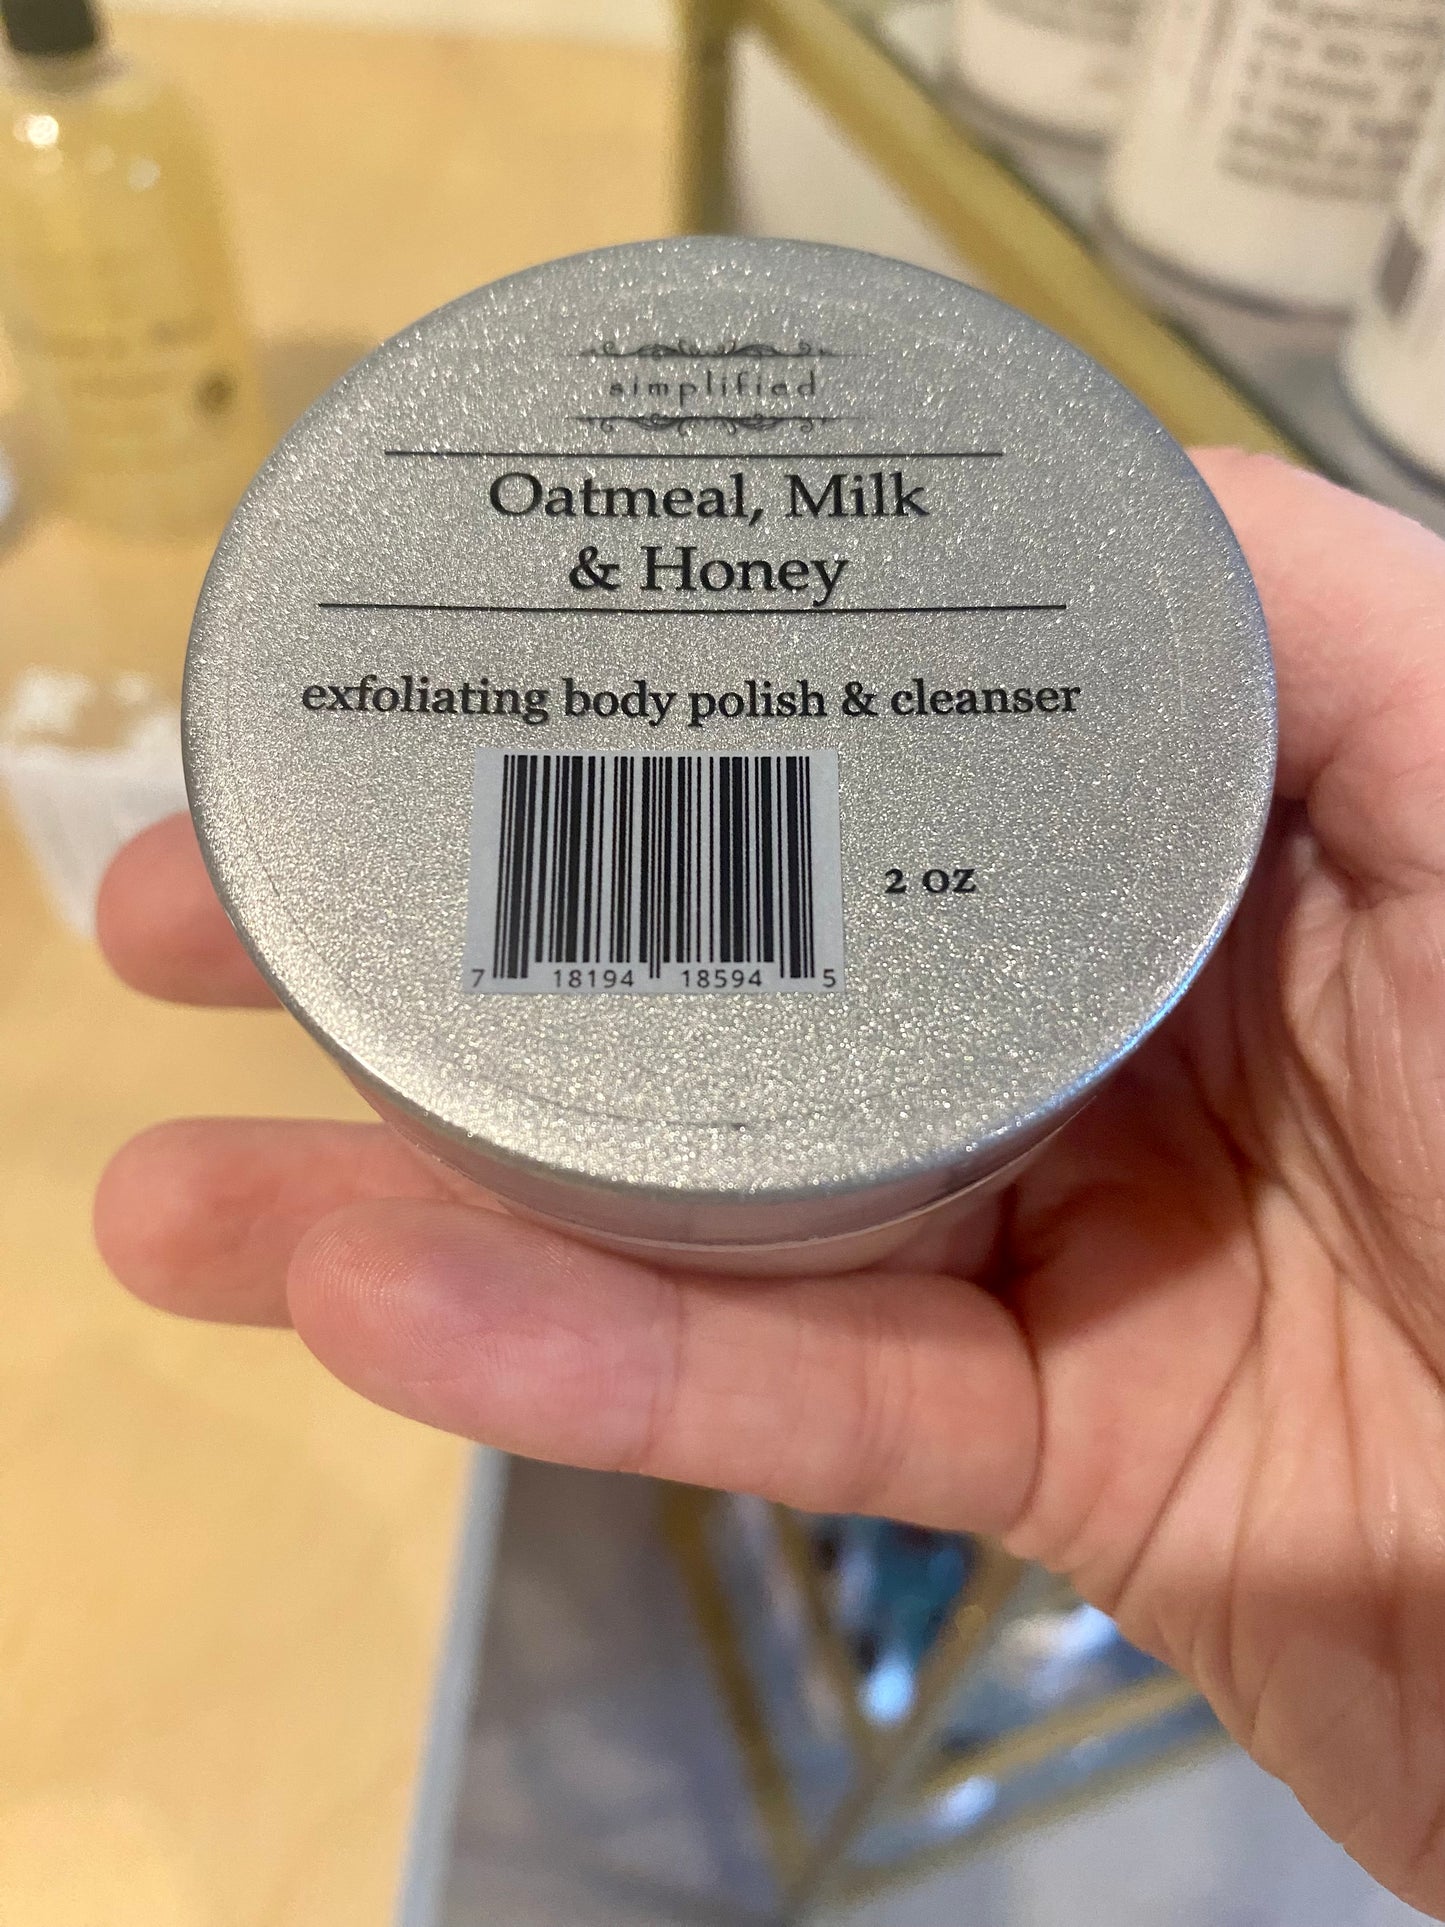 simplified
Oatmeal, Milk
& Honey
exfoliating body polish & cleanser
2 oz
7 18194 18594 5